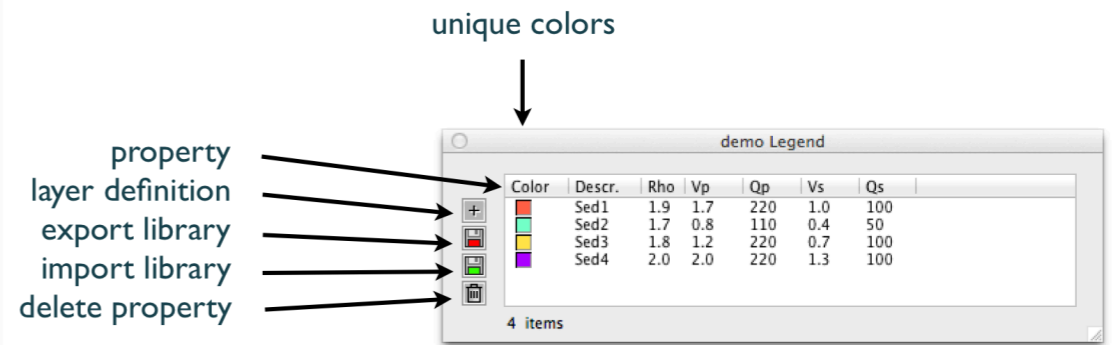 unique colors
property
layer definition
export library
import library
delete property
demo Legend
Color Descr. Rho Vp Qp Vs Qs
Sed1 1.9 1.7 220 1.0 100
Sed2 1.7 0.8 110 0.4 50
Sed3 1.8 1.2 220 0.7 100
Sed4 2.0 2.0 220 1.3 100
4 items